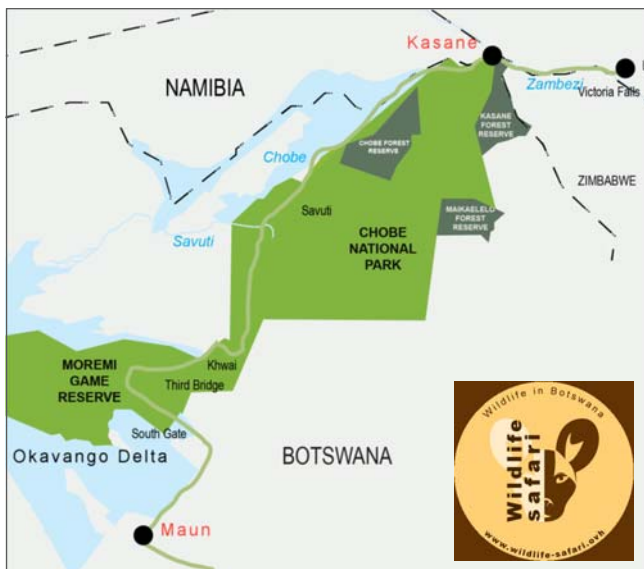 Kasane
NAMIBIA
Zambezi
Victoria Falls
CHOBE FOREST
RESERVE
KASANE
FOREST
RESERVE
Chobe
ZIMBABWE
Savuti
MAIKAELELO
FOREST
RESERVE
CHOBE
NATIONAL
PARK
Savuti
MOREMI
GAME
RESERVE
Khwai
Third Bridge
South Gate
Okavango Delta
BOTSWANA
Maun
Wildlife in Botswana
Wildlife
safari
www.wildlife-safari.ovh